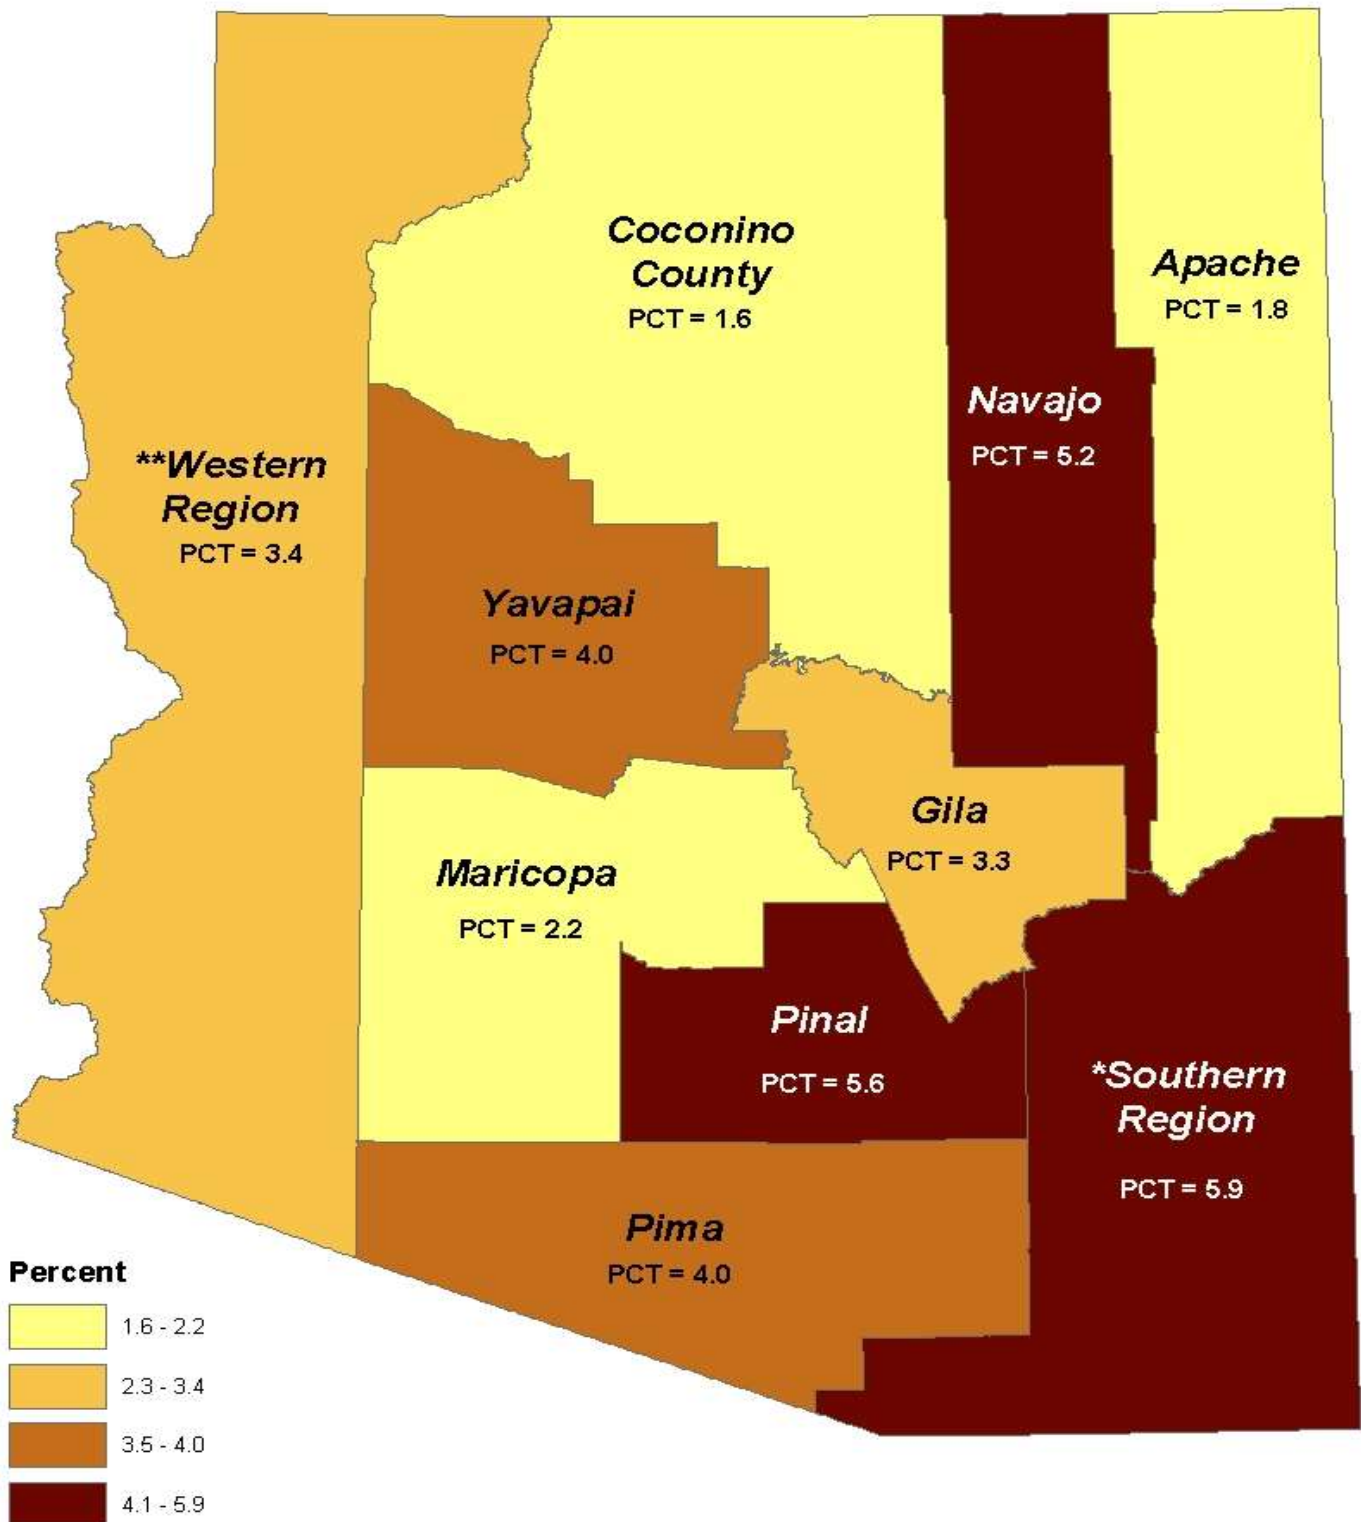 Coconino
County
PCT = 1.6
Apache
PCT = 1.8
Navajo
PCT = 5.2
**Western
Region
PCT = 3.4
Yavapai
PCT = 4.0
Gila
PCT = 3.3
Maricopa
PCT = 2.2
Pinal
PCT = 5.6
*Southern
Region
PCT = 5.9
Pima
PCT = 4.0
Percent
1.6 - 2.2
2.3 - 3.4
3.5 - 4.0
4.1 - 5.9